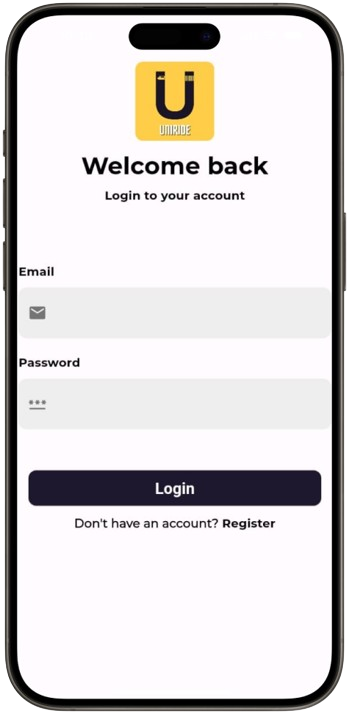 U
UNIRIDE
Welcome back
Login to your account
Email
Password
Login
Don't have an account? Register